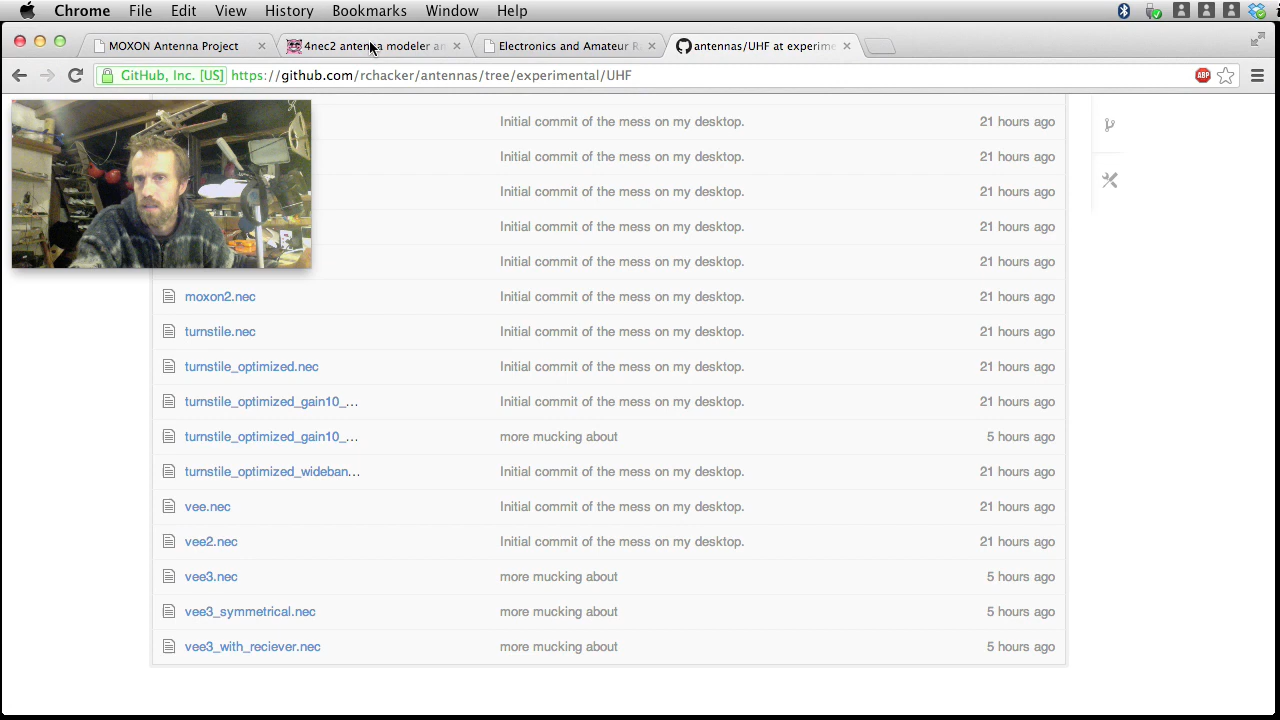 Chrome File Edit View History Bookmarks Window Help
MOXON Antenna Project
4nec2 antenna modeler an
Electronics and Amateur R
antennas/UHF at experime
GitHub, Inc. [US] https://github.com/rchacker/antennas/tree/experimental/UHF
ABP
Initial commit of the mess on my desktop. 21 hours ago
Initial commit of the mess on my desktop. 21 hours ago
Initial commit of the mess on my desktop. 21 hours ago
Initial commit of the mess on my desktop. 21 hours ago
Initial commit of the mess on my desktop. 21 hours ago
moxon2.nec Initial commit of the mess on my desktop. 21 hours ago
turnstile.nec Initial commit of the mess on my desktop. 21 hours ago
turnstile_optimized.nec Initial commit of the mess on my desktop. 21 hours ago
turnstile_optimized_gain10_… Initial commit of the mess on my desktop. 21 hours ago
turnstile_optimized_gain10_… more mucking about 5 hours ago
turnstile_optimized_wideban… Initial commit of the mess on my desktop. 21 hours ago
vee.nec Initial commit of the mess on my desktop. 21 hours ago
vee2.nec Initial commit of the mess on my desktop. 21 hours ago
vee3.nec more mucking about 5 hours ago
vee3_symmetrical.nec more mucking about 5 hours ago
vee3_with_reciever.nec more mucking about 5 hours ago